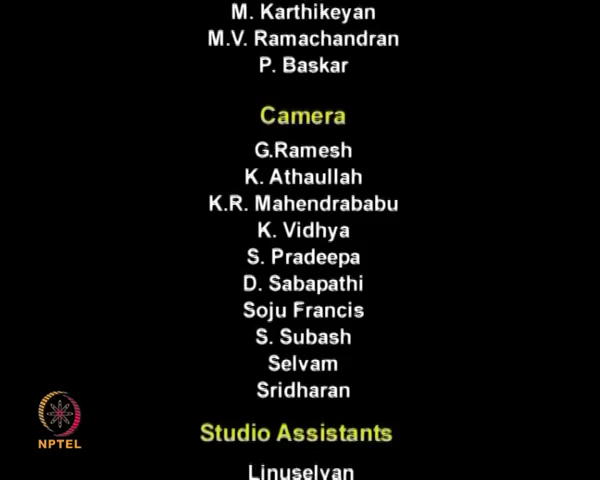 M. Karthikeyan
M.V. Ramachandran
P. Baskar
Camera
G.Ramesh
K. Athaullah
K.R. Mahendrababu
K. Vidhya
S. Pradeepa
D. Sabapathi
Soju Francis
S. Subash
Selvam
Sridharan
NPTEL
Studio Assistants
Linuselvan